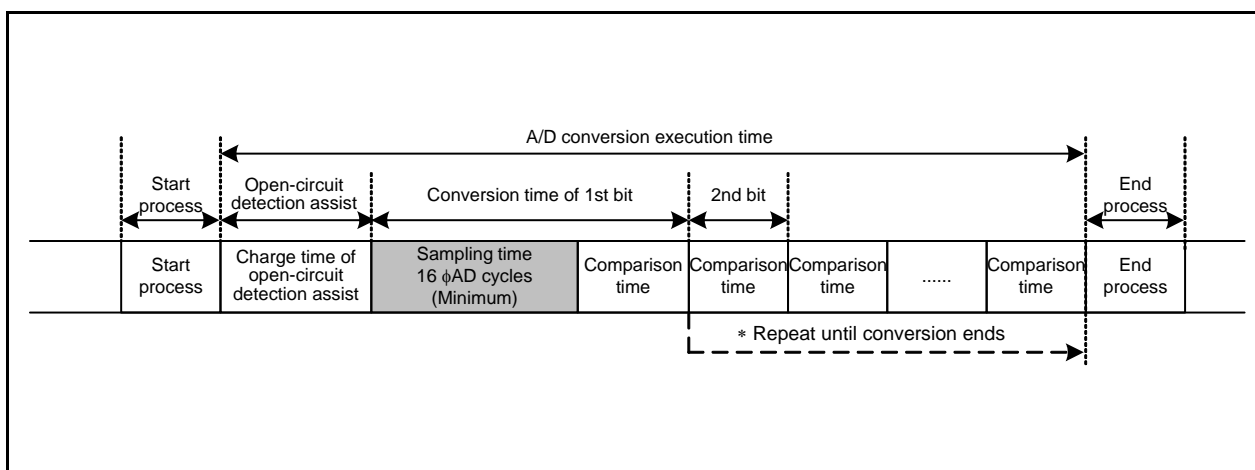 A/D conversion execution time
Start
process
Open-circuit
detection assist
Conversion time of 1st bit
2nd bit
End
process
Start
process
Charge time of
open-circuit
detection assist
Sampling time
16 ϕAD cycles
(Minimum)
Comparison
time
Comparison
time
Comparison
time
......
Comparison
time
End
process
* Repeat until conversion ends